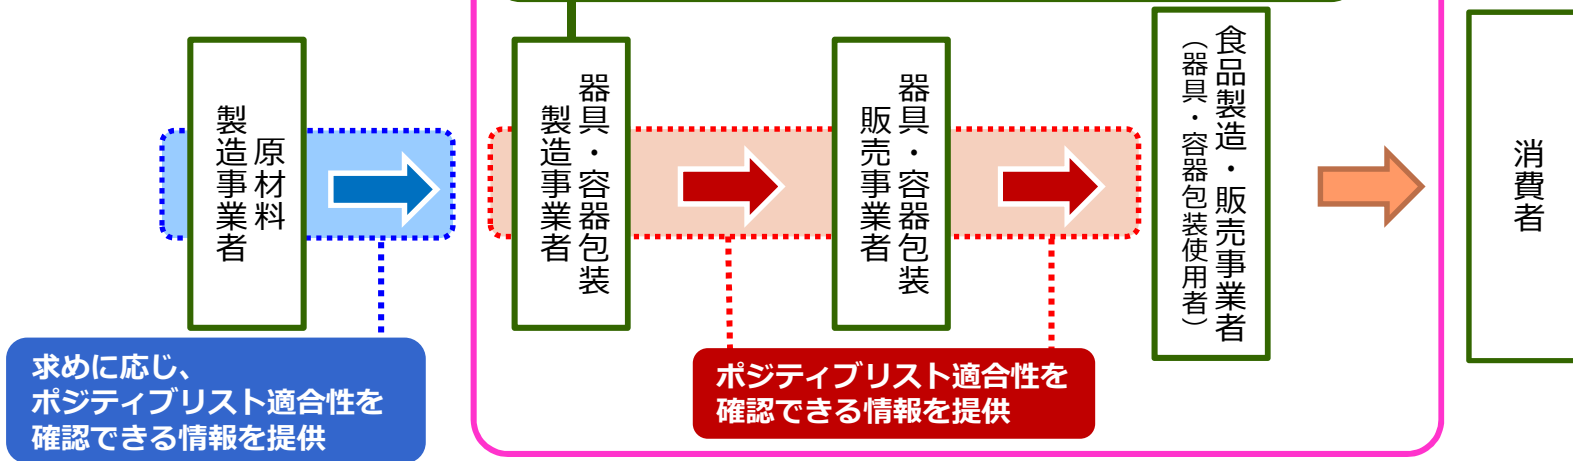 原材料
製造事業者
器具・容器包装
製造事業者
器具・容器包装
販売事業者
食品製造・販売事業者
（器具・容器包装使用者）
消費者
求めに応じ、
ポジティブリスト適合性を
確認できる情報を提供
ポジティブリスト適合性を
確認できる情報を提供